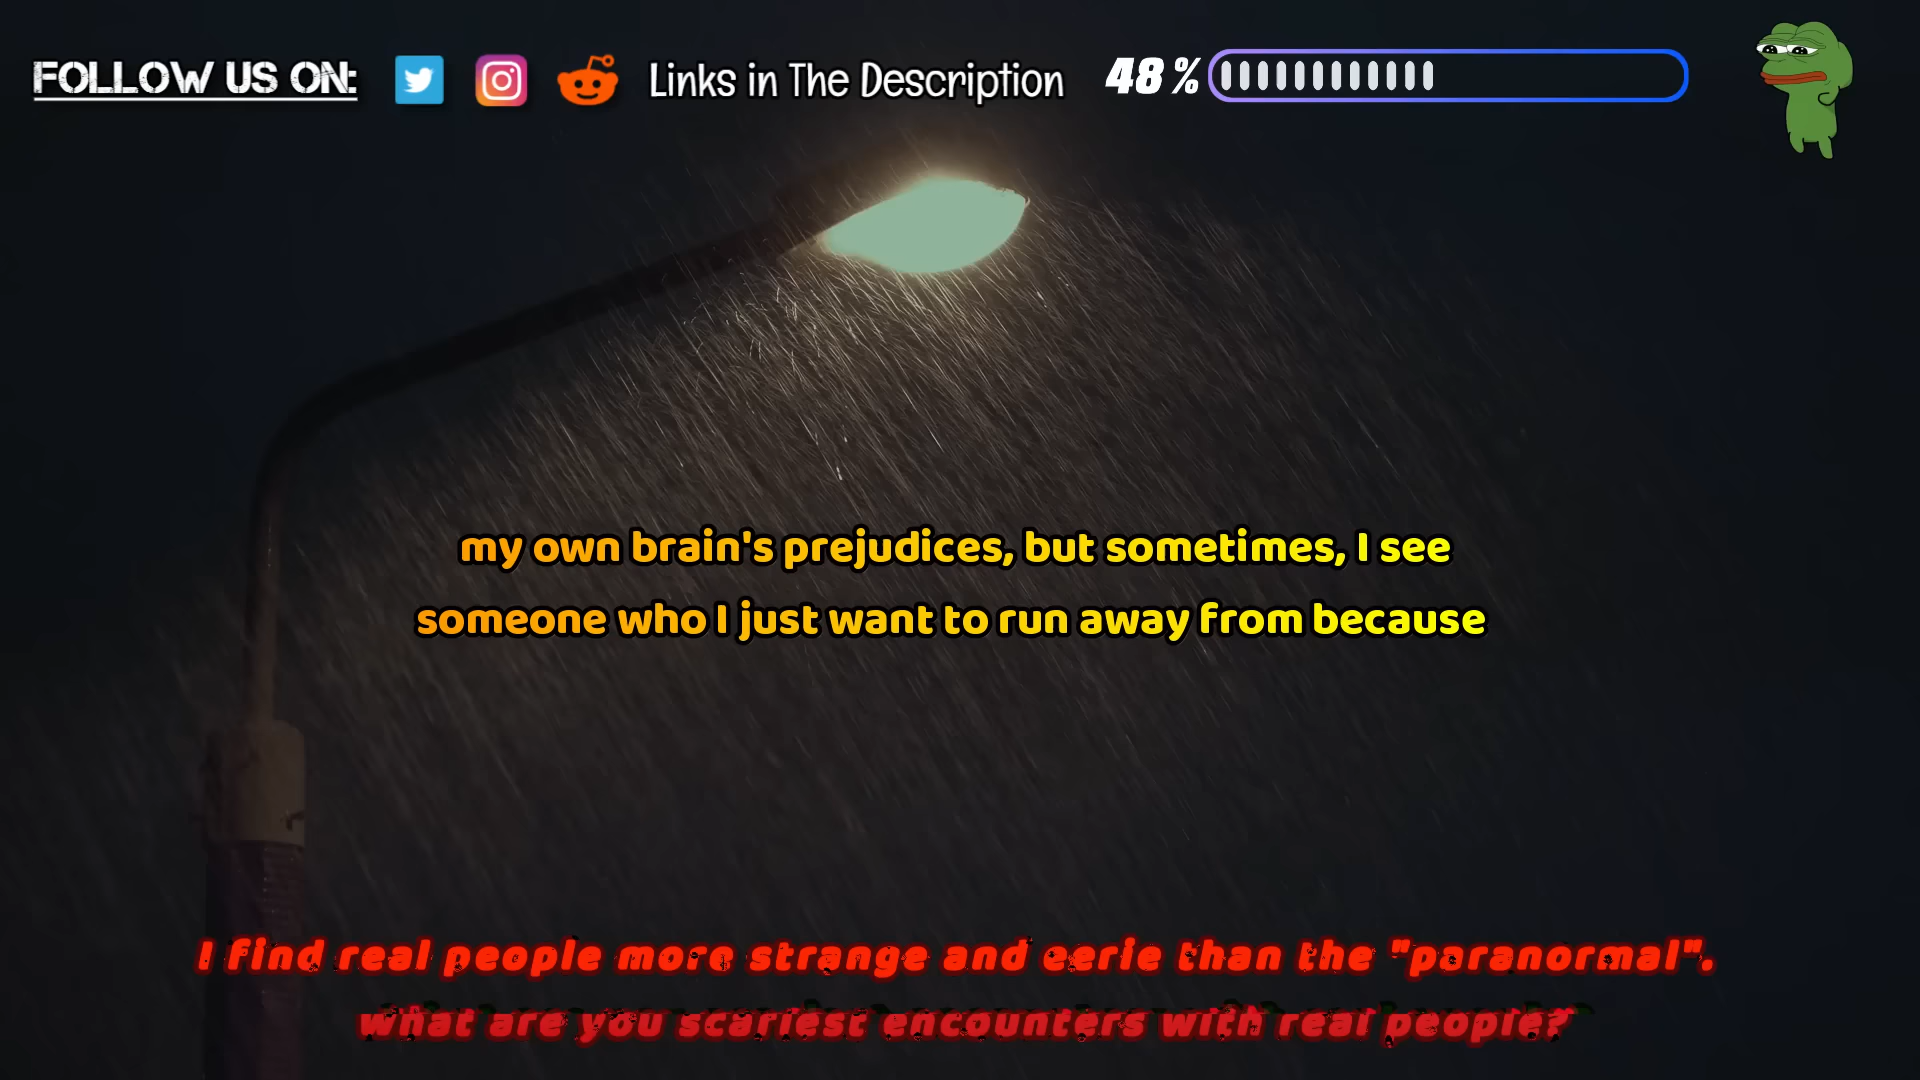 FOLLOW US ON:
Links in The Description
48 %
my own brain's prejudices, but sometimes, I see
someone who I just want to run away from because
I find real people more strange and eerie than the "paranormal".
what are you scariest encounters with real people?